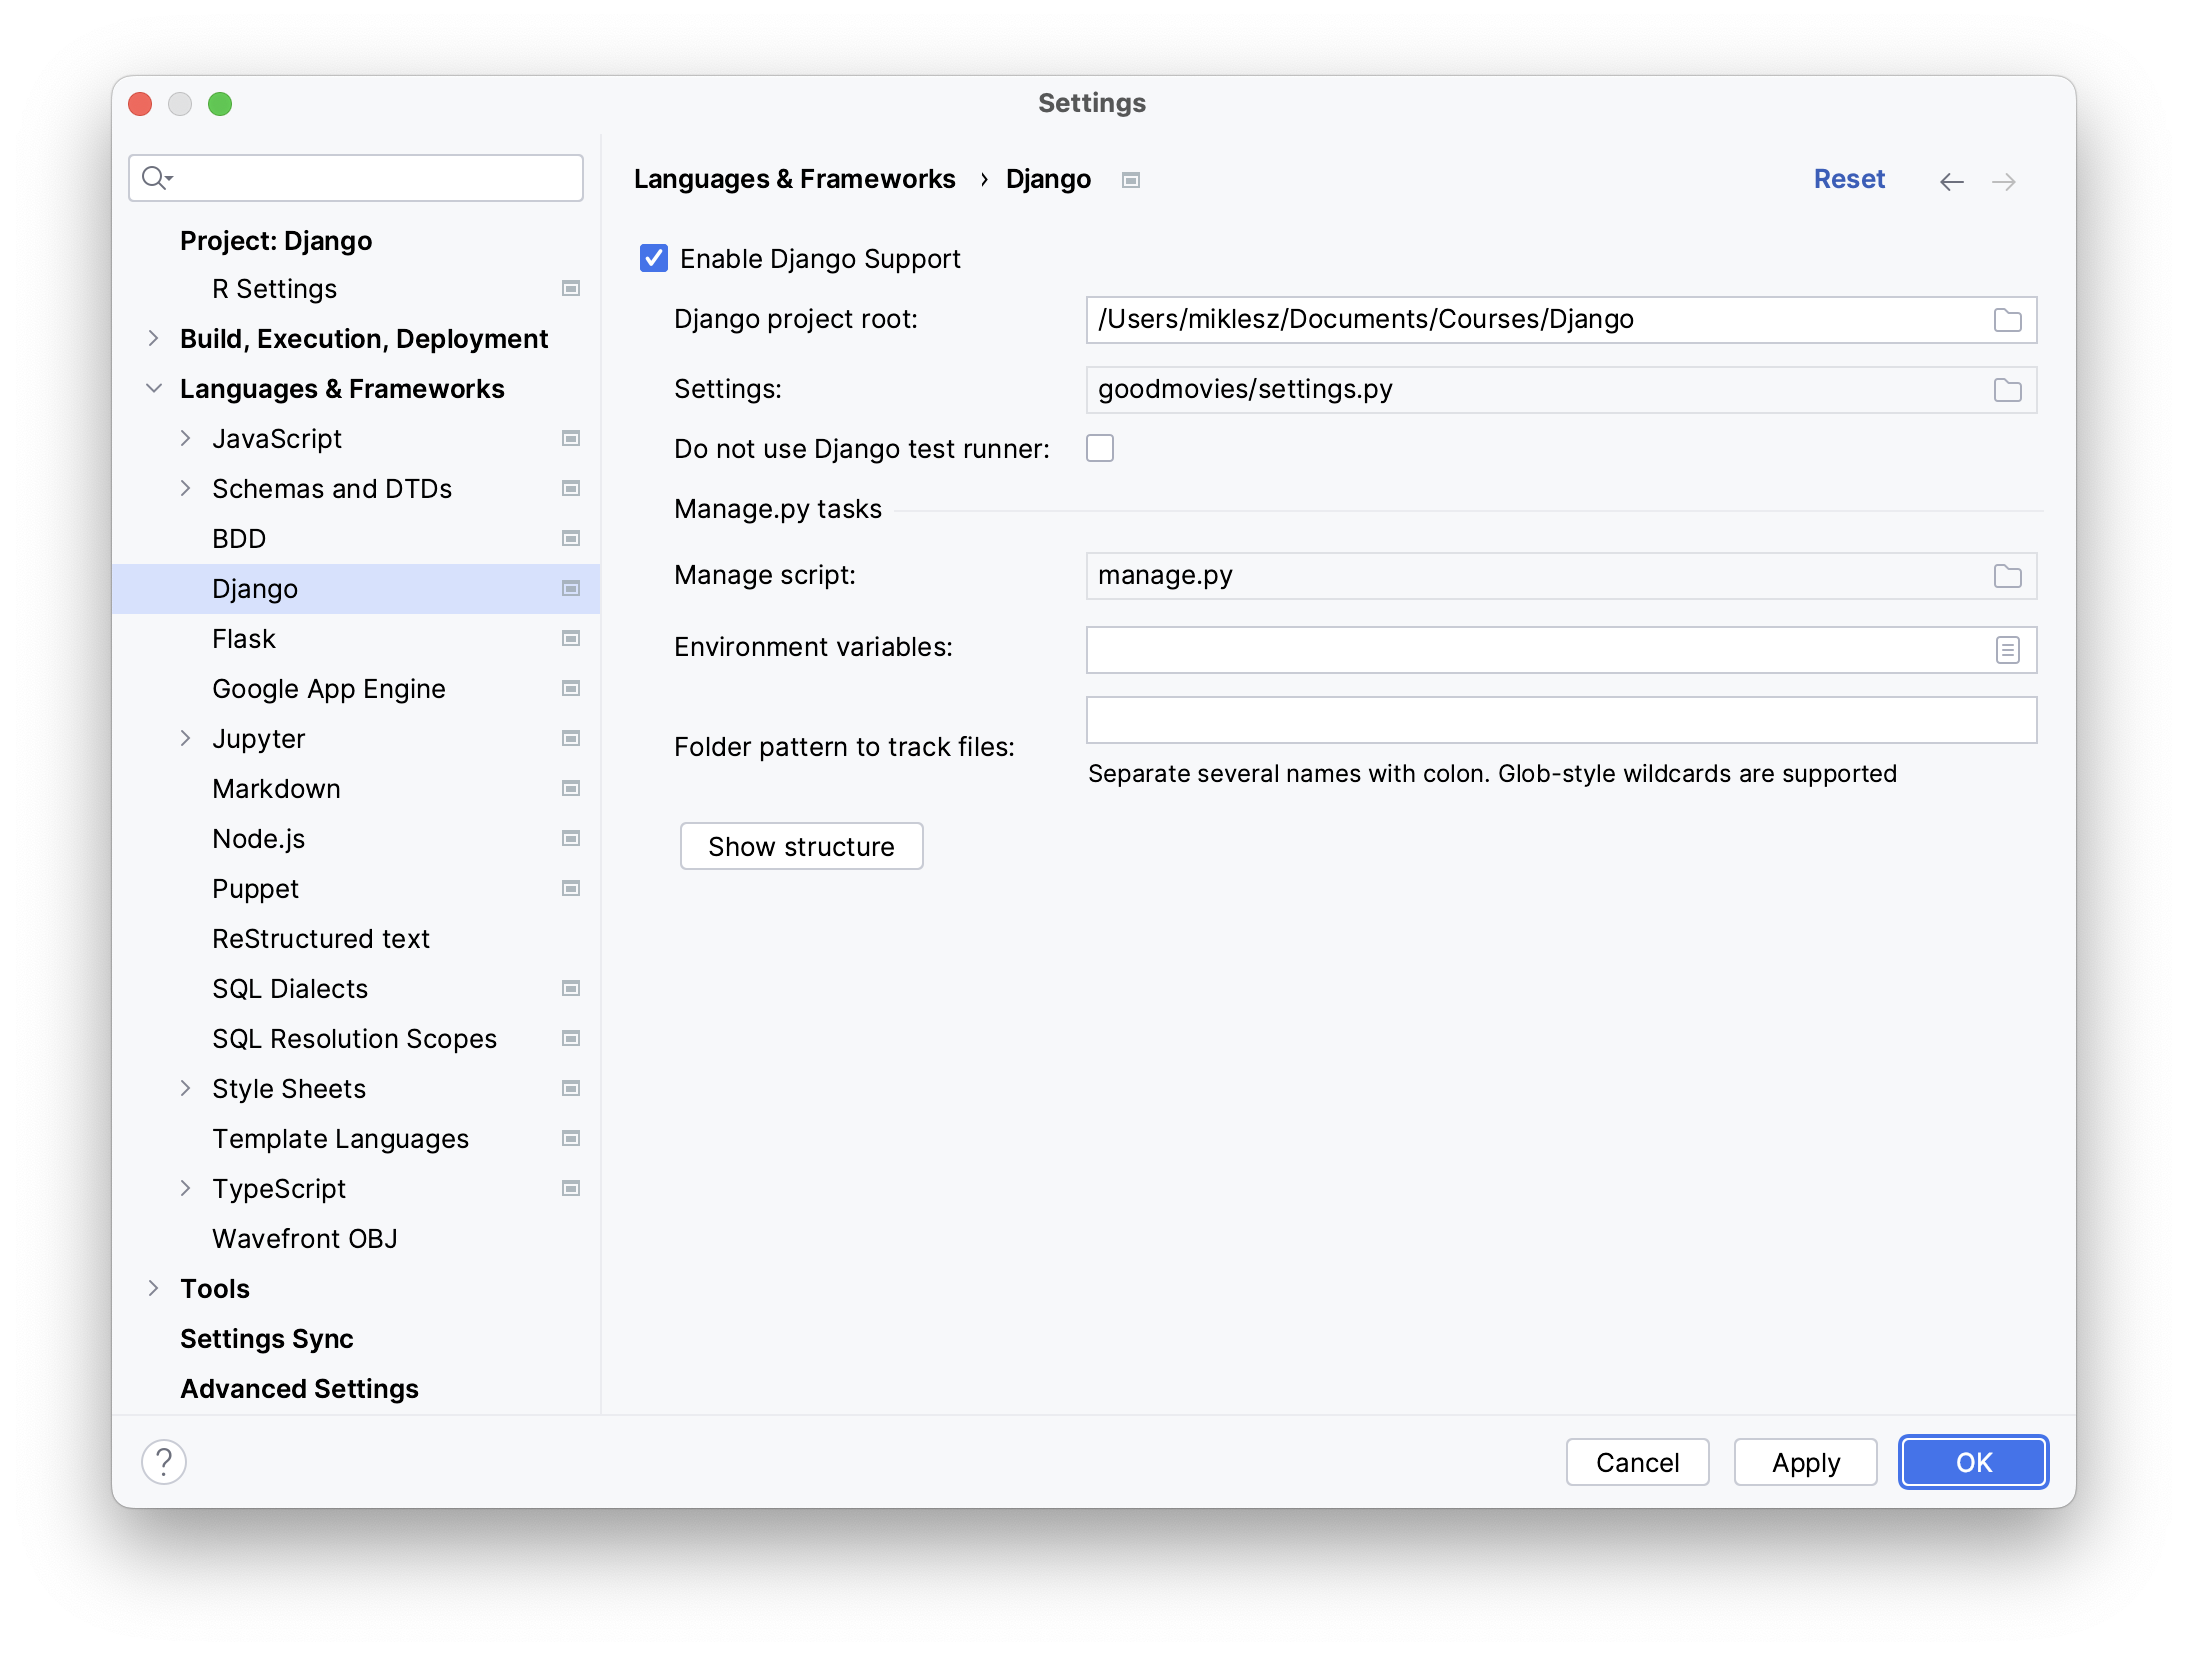 Settings
Project: Django
R Settings
Build, Execution, Deployment
Languages & Frameworks
JavaScript
Schemas and DTDs
BDD
Django
Flask
Google App Engine
Jupyter
Markdown
Node.js
Puppet
ReStructured text
SQL Dialects
SQL Resolution Scopes
Style Sheets
Template Languages
TypeScript
Wavefront OBJ
Tools
Settings Sync
Advanced Settings
Languages & Frameworks › Django
Reset
Enable Django Support
Django project root: /Users/miklesz/Documents/Courses/Django
Settings: goodmovies/settings.py
Do not use Django test runner:
Manage.py tasks
Manage script: manage.py
Environment variables:
Folder pattern to track files:
Separate several names with colon. Glob-style wildcards are supported
Show structure
?
Cancel
Apply
OK